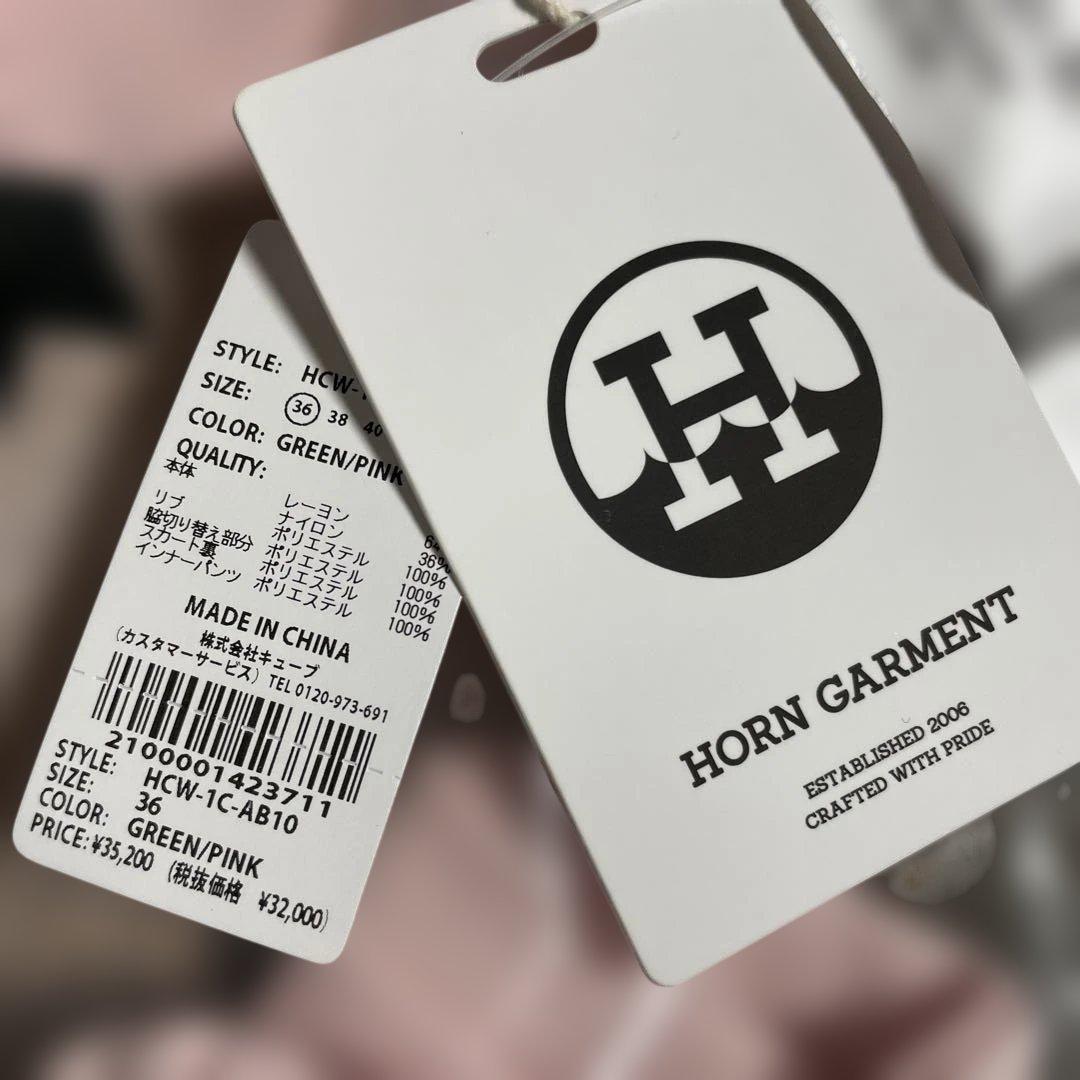 STYLE: HCW-
SIZE: 36 38 40
COLOR: GREEN/PINK
QUALITY:
本体 レーヨン
ナイロン 36%
リブ ポリエステル 100%
脇切り替え部分 ポリエステル 100%
スカート裏 ポリエステル 100%
インナーパンツ ポリエステル 100%
MADE IN CHINA
株式会社キューブ
(カスタマーサービス) TEL 0120-973-691
2100001423711
STYLE: HCW-1C-AB10
SIZE: 36
COLOR: GREEN/PINK
PRICE: ¥35,200 (税抜価格 ¥32,000)
H
HORN GARMENT
ESTABLISHED 2006
CRAFTED WITH PRIDE